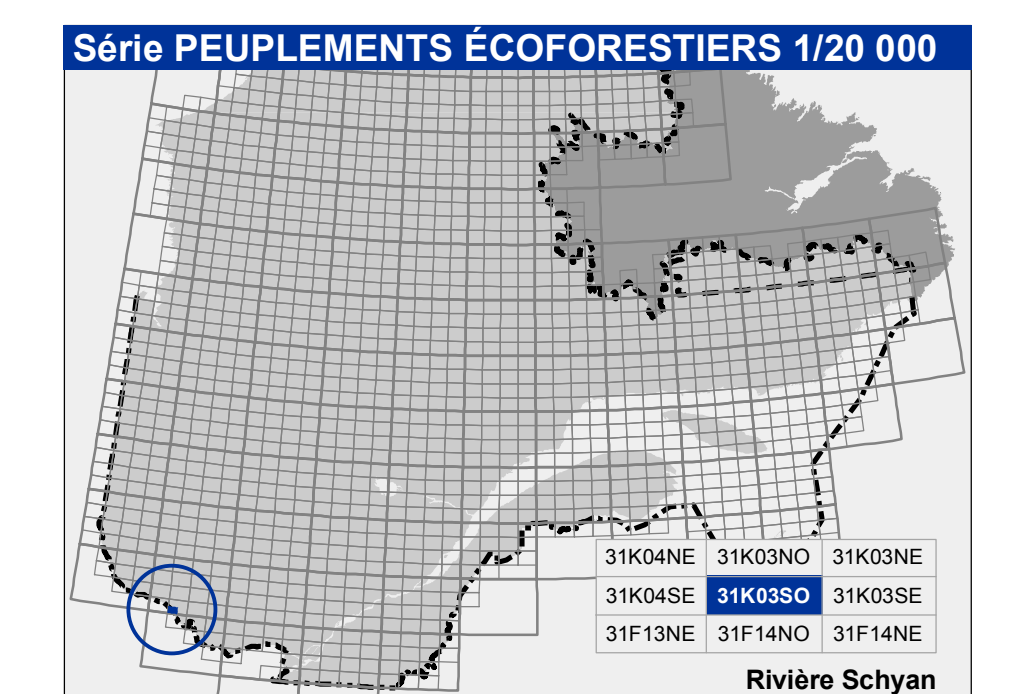 Série PEUPLEMENTS ÉCOFORESTIERS 1/20 000
31K04NE 31K03NO 31K03NE
31K04SE 31K03SO 31K03SE
31F13NE 31F14NO 31F14NE
Rivière Schyan